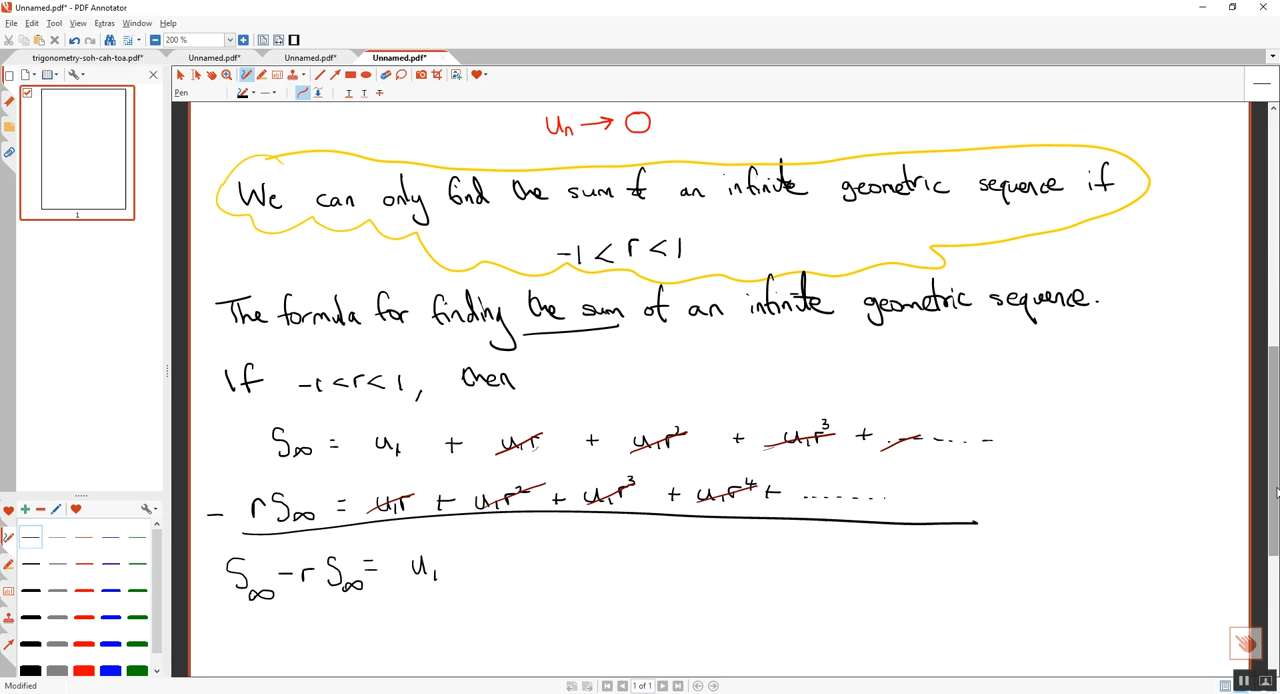 Unnamed.pdf* - PDF Annotator
File Edit Tool View Extras Window Help
200 %
trigonometry-soh-cah-toa.pdf* Unnamed.pdf* Unnamed.pdf* Unnamed.pdf*
Pen
1
uₙ → 0
We can only find the sum of an infinite geometric sequence if
-1 < r < 1
The formula for finding the sum of an infinite geometric sequence.
If -1 < r < 1, then
S∞ = u₁ + u₁r + u₁r² + u₁r³ + .......
- rS∞ = u₁r + u₁r² + u₁r³ + u₁r⁴ + .......
S∞ - r S∞ = u₁
Modified
1 of 1